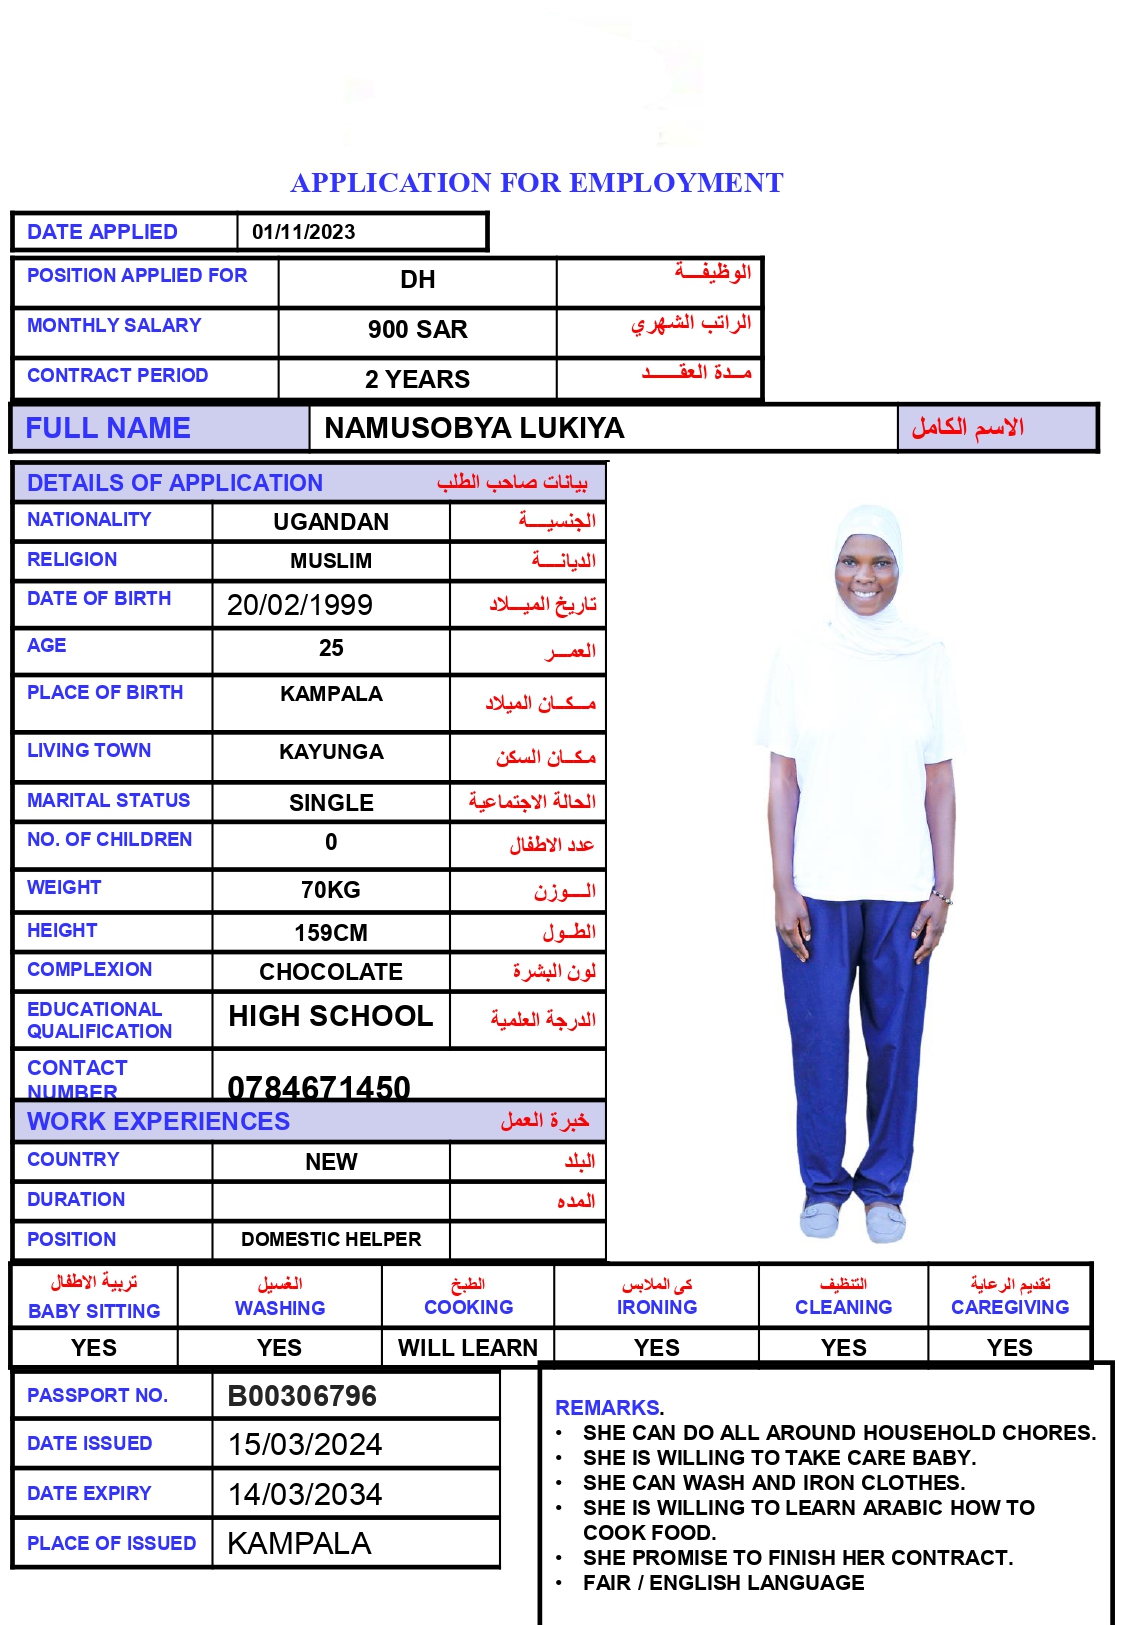 APPLICATION FOR EMPLOYMENT
DATE APPLIED 01/11/2023
POSITION APPLIED FOR DH الوظيفـــة
MONTHLY SALARY 900 SAR الراتب الشهري
CONTRACT PERIOD 2 YEARS مــدة العقـــــد
FULL NAME NAMUSOBYA LUKIYA الاسم الكامل
DETAILS OF APPLICATION بيانات صاحب الطلب
NATIONALITY UGANDAN الجنسيــــة
RELIGION MUSLIM الديانــــة
DATE OF BIRTH 20/02/1999 تاريخ الميـــلاد
AGE 25 العمـــر
PLACE OF BIRTH KAMPALA مــكــان الميلاد
LIVING TOWN KAYUNGA مكــان السكن
MARITAL STATUS SINGLE الحالة الاجتماعية
NO. OF CHILDREN 0 عدد الاطفال
WEIGHT 70KG الـــوزن
HEIGHT 159CM الطــول
COMPLEXION CHOCOLATE لون البشرة
EDUCATIONAL
QUALIFICATION HIGH SCHOOL الدرجة العلمية
CONTACT
NUMBER 0784671450
WORK EXPERIENCES خبرة العمل
COUNTRY NEW البلد
DURATION المده
POSITION DOMESTIC HELPER
تربية الاطفال الغسيل الطبخ كى الملابس التنظيف تقديم الرعاية
BABY SITTING WASHING COOKING IRONING CLEANING CAREGIVING
YES YES WILL LEARN YES YES YES
PASSPORT NO. B00306796
DATE ISSUED 15/03/2024
DATE EXPIRY 14/03/2034
PLACE OF ISSUED KAMPALA
REMARKS.
• SHE CAN DO ALL AROUND HOUSEHOLD CHORES.
• SHE IS WILLING TO TAKE CARE BABY.
• SHE CAN WASH AND IRON CLOTHES.
• SHE IS WILLING TO LEARN ARABIC HOW TO
COOK FOOD.
• SHE PROMISE TO FINISH HER CONTRACT.
• FAIR / ENGLISH LANGUAGE